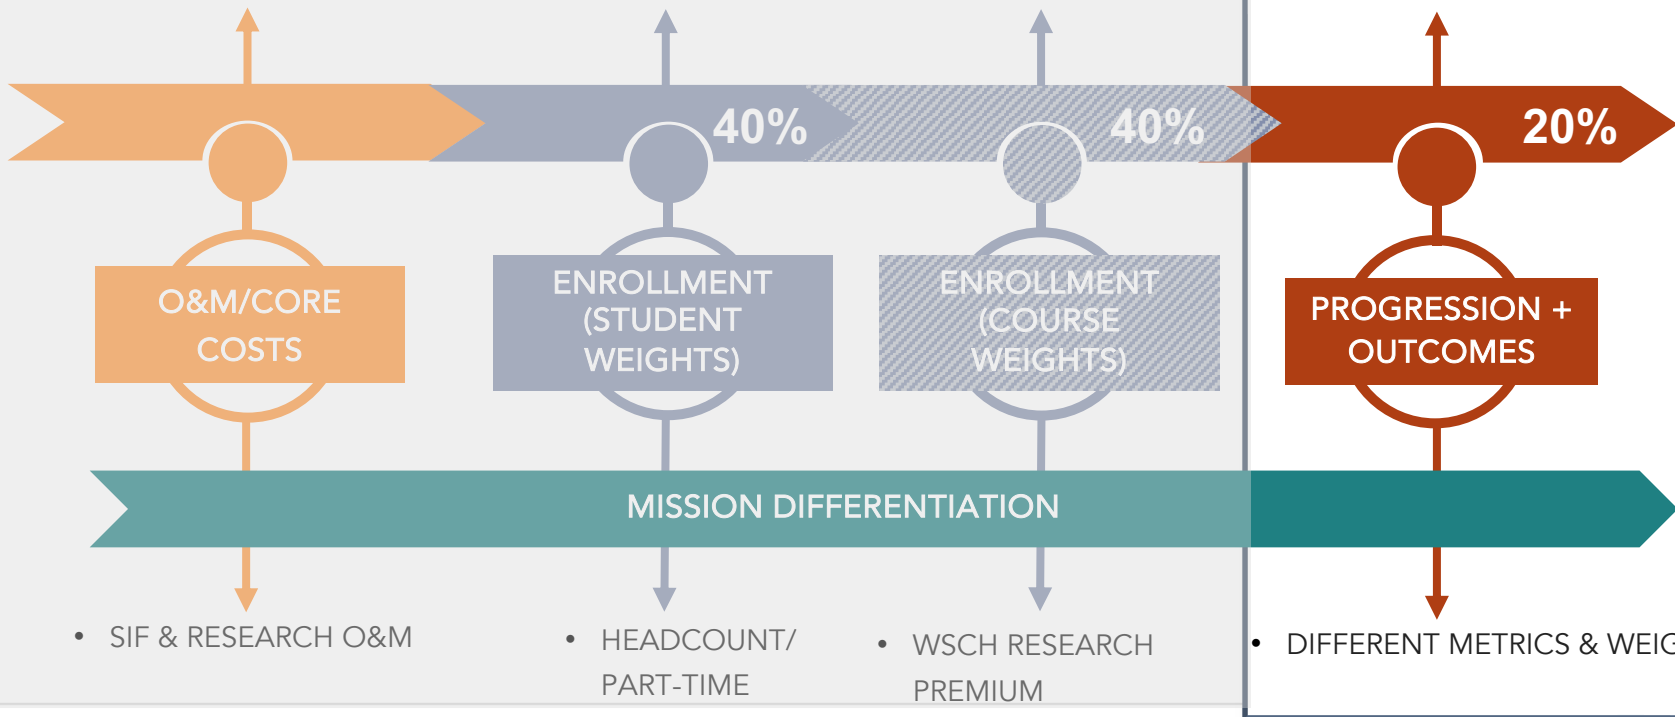 40%
40%
20%
O&M/CORE
COSTS
ENROLLMENT
(STUDENT
WEIGHTS)
ENROLLMENT
(COURSE
WEIGHTS)
PROGRESSION +
OUTCOMES
MISSION DIFFERENTIATION
• SIF & RESEARCH O&M
• HEADCOUNT/
PART-TIME
• WSCH RESEARCH
PREMIUM
• DIFFERENT METRICS &